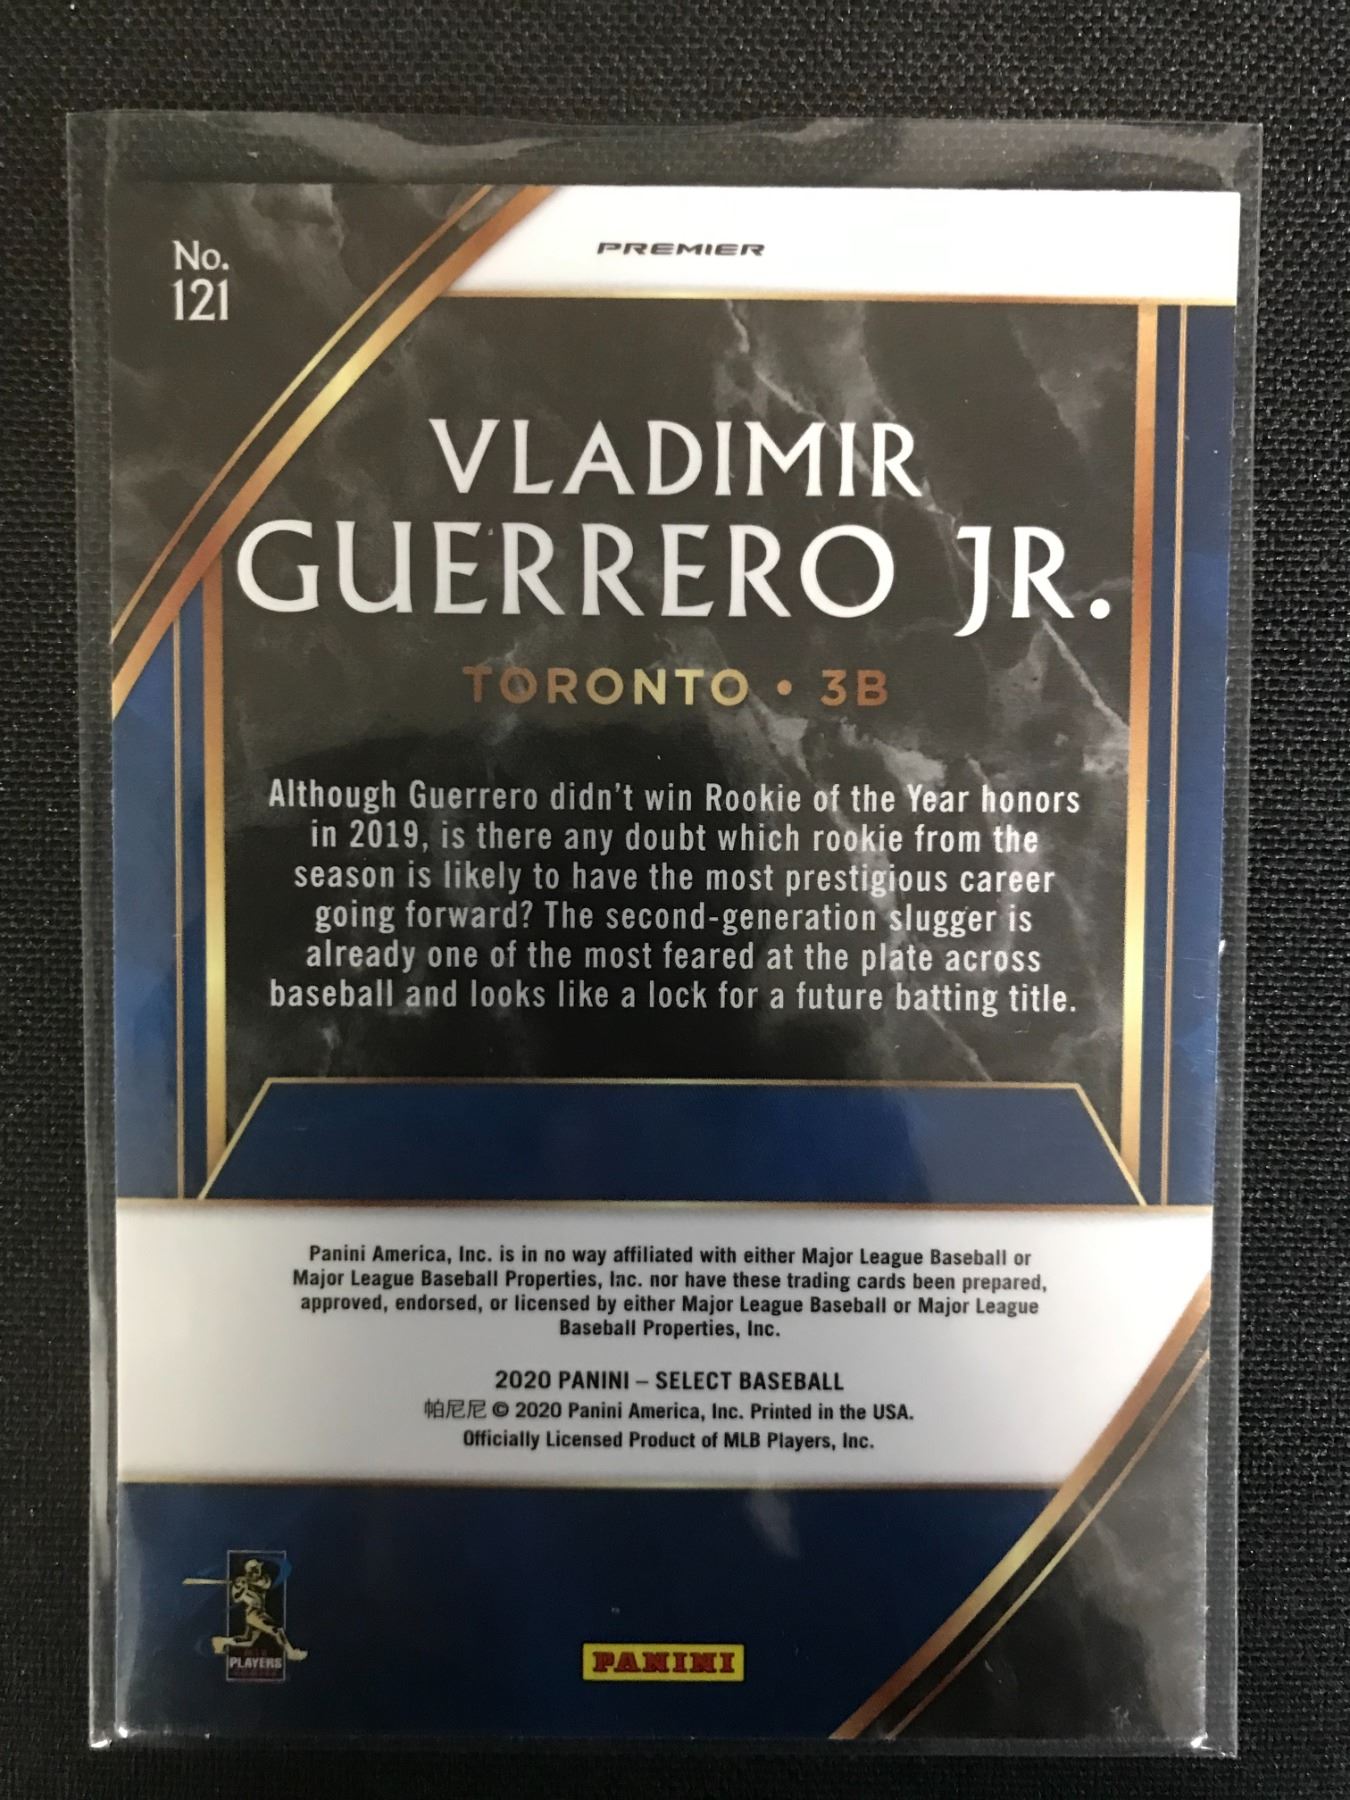 No.
121
PREMIER
VLADIMIR
GUERRERO JR.
TORONTO • 3B
Although Guerrero didn't win Rookie of the Year honors
in 2019, is there any doubt which rookie from the
season is likely to have the most prestigious career
going forward? The second-generation slugger is
already one of the most feared at the plate across
baseball and looks like a lock for a future batting title.
Panini America, Inc. is in no way affiliated with either Major League Baseball or
Major League Baseball Properties, Inc. nor have these trading cards been prepared,
approved, endorsed, or licensed by either Major League Baseball or Major League
Baseball Properties, Inc.
2020 PANINI – SELECT BASEBALL
帕尼尼 © 2020 Panini America, Inc. Printed in the USA.
Officially Licensed Product of MLB Players, Inc.
PLAYERS
PANINI